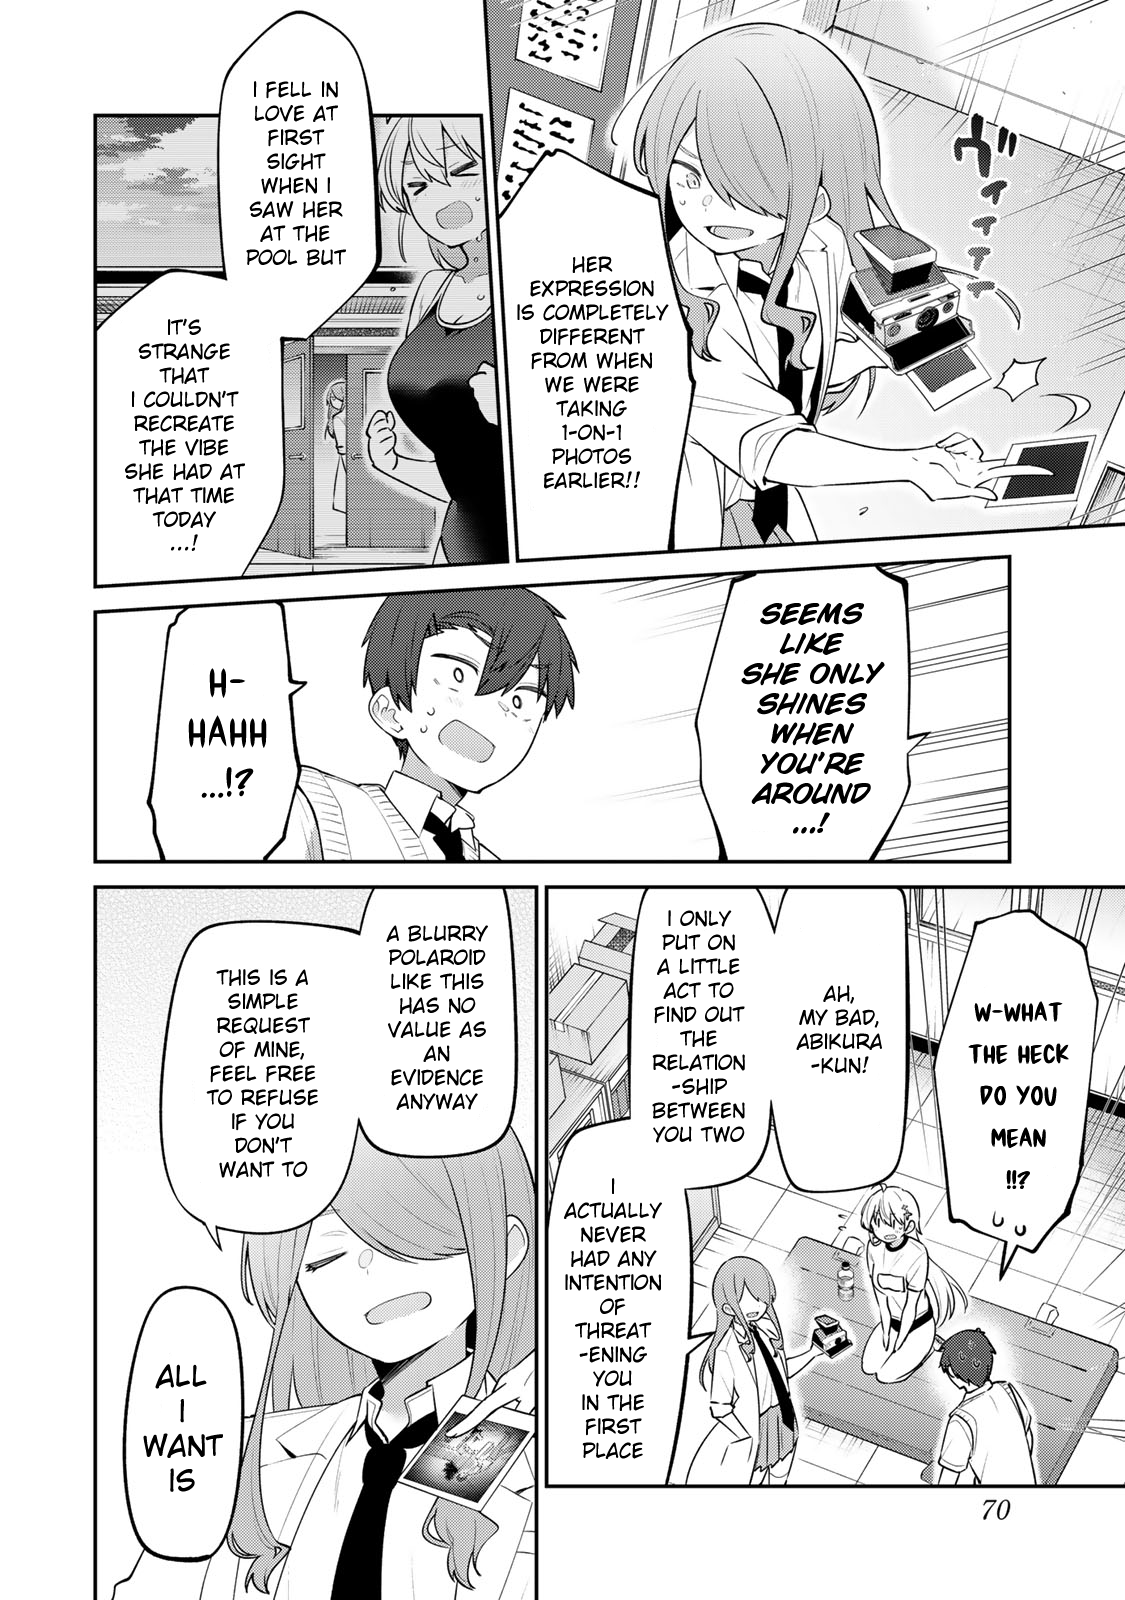 HER
EXPRESSION
IS COMPLETELY
DIFFERENT
FROM WHEN
WE WERE
TAKING
1-ON-1
PHOTOS
EARLIER!!
ヴィイイイ
I FELL IN
LOVE AT
FIRST
SIGHT
WHEN I
SAW HER
AT THE
POOL BUT
IT'S
STRANGE
THAT
I COULDN'T
RECREATE
THE VIBE
SHE HAD AT
THAT TIME
TODAY
...!
SEEMS
LIKE
SHE ONLY
SHINES
WHEN
YOU'RE
AROUND
...!
H-
HAHH
...!?
W-WHAT
THE HECK
DO YOU
MEAN
!!?
AH,
MY BAD,
ABIKURA
-KUN!
I ONLY
PUT ON
A LITTLE
ACT TO
FIND OUT
THE
RELATION
-SHIP
BETWEEN
YOU TWO
I
ACTUALLY
NEVER
HAD ANY
INTENTION
OF
THREAT
-ENING
YOU
IN THE
FIRST
PLACE
A BLURRY
POLAROID
LIKE THIS
HAS NO
VALUE AS
AN
EVIDENCE
ANYWAY
THIS IS A
SIMPLE
REQUEST
OF MINE,
FEEL FREE
TO REFUSE
IF YOU
DON'T
WANT TO
ALL
I
WANT
IS
70